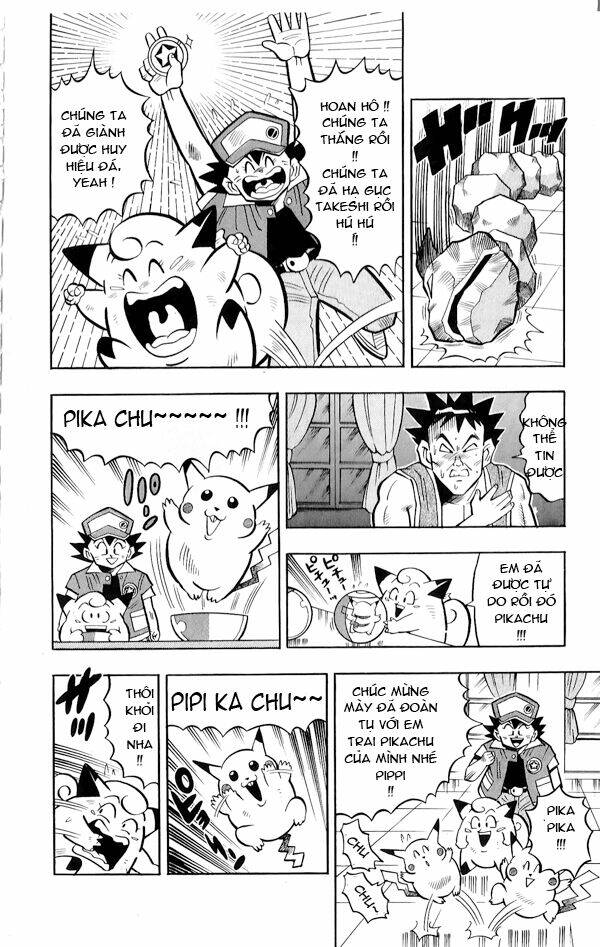 HOAN HÔ !!
CHÚNG TA
THẮNG RỒI
!!
CHÚNG TA
ĐÃ HẠ GỤC
TAKESHI RỒI
HÚ HÚ
!!
CHÚNG TA
ĐÃ GIÀNH
ĐƯỢC HUY
HIỆU ĐÁ.
YEAH !
KHÔNG
THỂ
TIN
ĐƯỢC
EM ĐÃ
ĐƯỢC TỰ
DO RỒI ĐÓ
PIKACHU
!!!
PIKA CHU~~~~~ !!!
CHÚC MỪNG
MÀY ĐÃ ĐOÀN
TỤ VỚI EM
TRAI PIKACHU
CỦA MÌNH NHÉ
PIPPI
!!
PIKA
PIKA
!!!
CHU
CHU~
PIPI KA CHU~~
THÔI
KHỎI
ĐI
NHA
!!